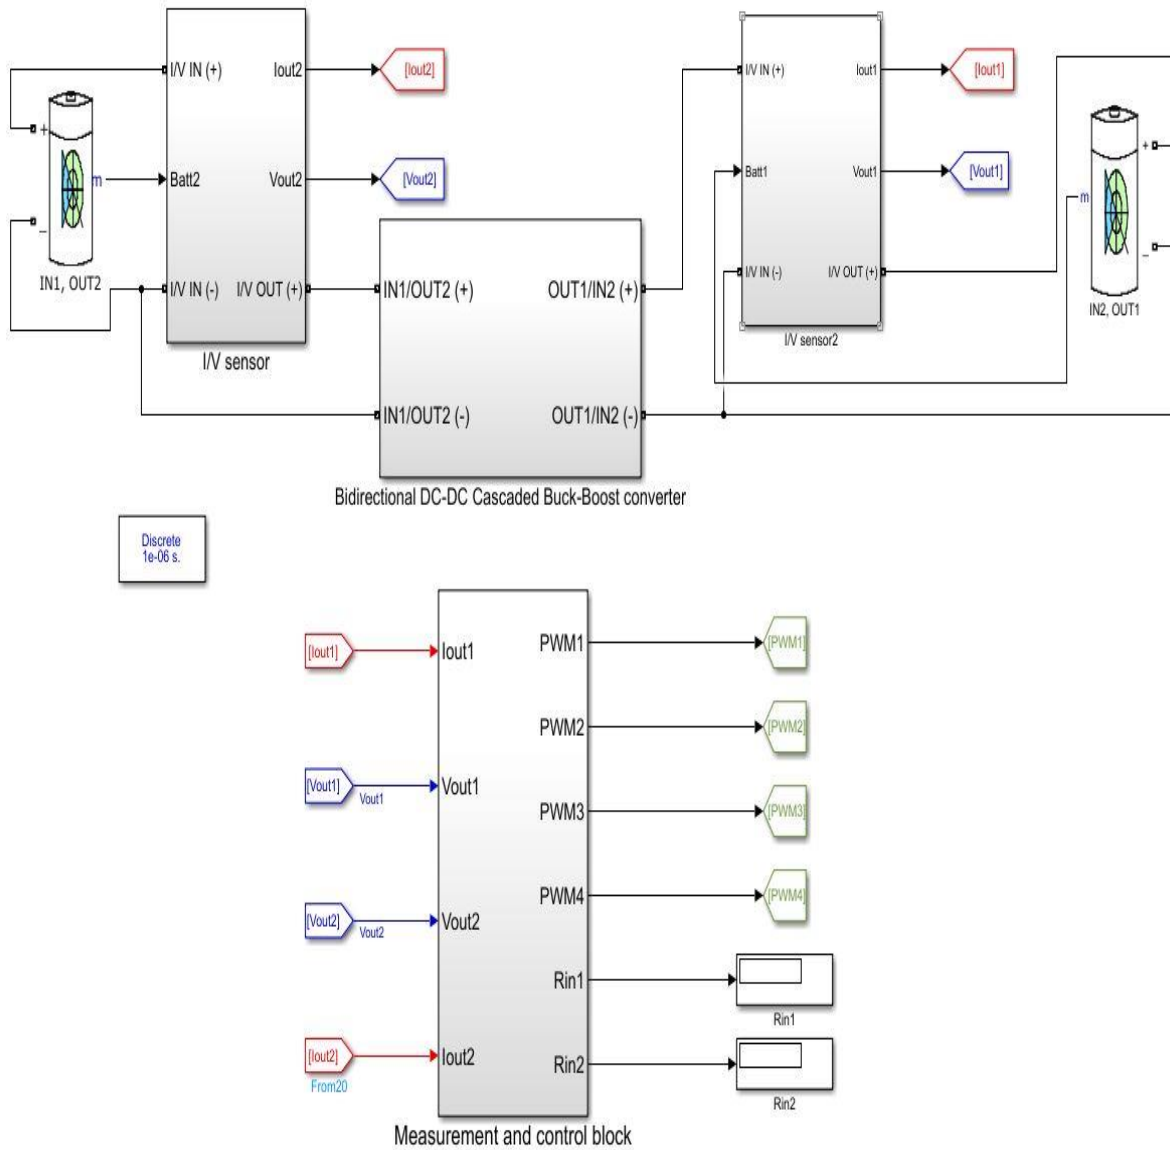 I/V IN (+)
Iout2
[Iout2]
+
m
Batt2
Vout2
[Vout2]
_
IN1, OUT2
I/V IN (-)
I/V OUT (+)
I/V sensor
IN1/OUT2 (+)
OUT1/IN2 (+)
IN1/OUT2 (-)
OUT1/IN2 (-)
Bidirectional DC-DC Cascaded Buck-Boost converter
I/V IN (+)
Iout1
[Iout1]
Batt1
Vout1
[Vout1]
I/V IN (-)
I/V OUT (+)
I/V sensor2
+
m
_
IN2, OUT1
Discrete
1e-06 s.
[Iout1]
Iout1
PWM1
[PWM1]
PWM2
[PWM2]
[Vout1]
Vout1
Vout1
PWM3
[PWM3]
PWM4
[PWM4]
[Vout2]
Vout2
Vout2
Rin1
Rin1
[Iout2]
From20
Iout2
Rin2
Rin2
Measurement and control block